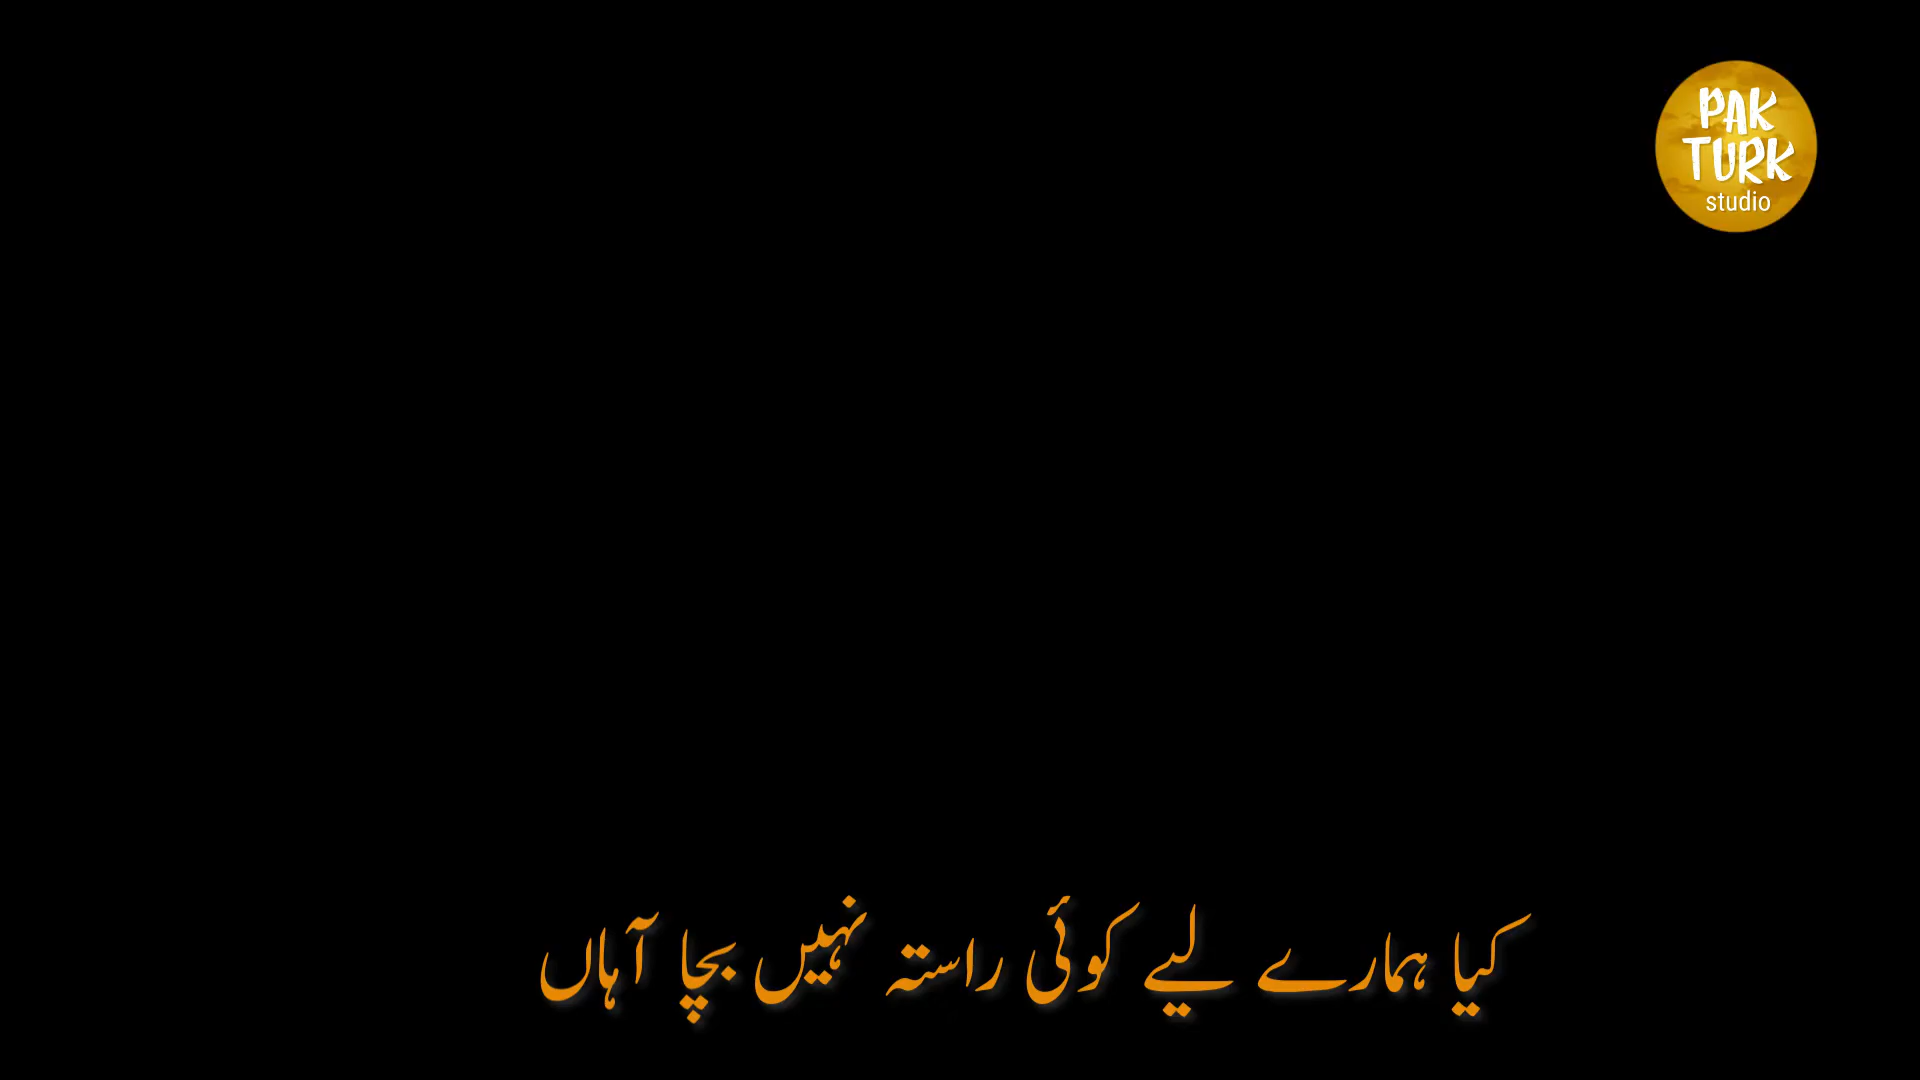 PAK
TURK
studio
کیا ہمارے لیے کوئی راستہ نہیں بچا آہاں